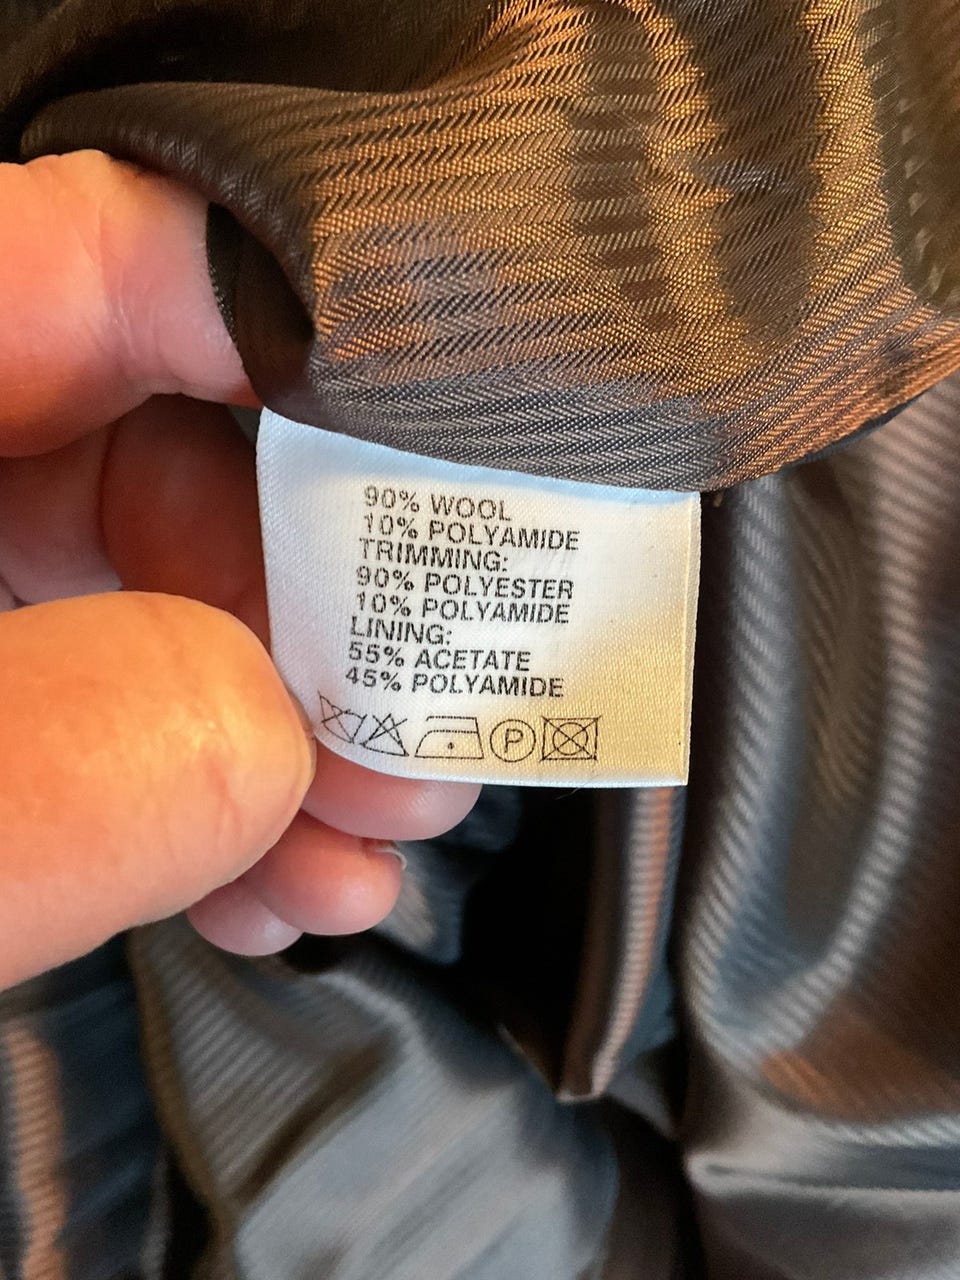 90% WOOL
10% POLYAMIDE
TRIMMING:
90% POLYESTER
10% POLYAMIDE
LINING:
55% ACETATE
45% POLYAMIDE
P